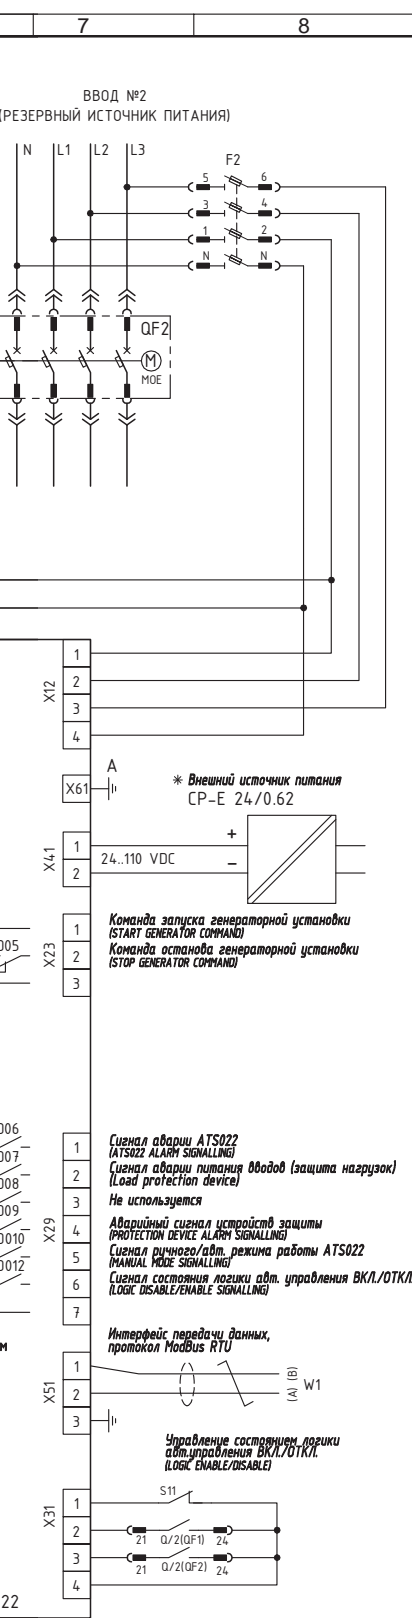 7 8
ВВОД №2
(РЕЗЕРВНЫЙ ИСТОЧНИК ПИТАНИЯ)
N L1 L2 L3
F2
5 6
3 4
1 2
N N
QF2
M
MOE
X12
1
2
3
4
A
X61
* Внешний источник питания
CP-E 24/0.62
X41
1
2
+
24..110 VDC
–
X23
1
2
3
Команда запуска генераторной установки
(START GENERATOR COMMAND)
Команда останова генераторной установки
(STOP GENERATOR COMMAND)
005
006
007
008
009
0010
0012
X29
1
2
3
4
5
6
7
Сигнал аварии ATS022
(ATS022 ALARM SIGNALLING)
Сигнал аварии питания вводов (защита нагрузок)
(Load protection device)
Не используется
Аварийный сигнал устройств защиты
(PROTECTION DEVICE ALARM SIGNALLING)
Сигнал ручного/авт. режима работы ATS022
(MANUAL MODE SIGNALLING)
Сигнал состояния логики авт. управления ВКЛ./ОТКЛ.
(LOGIC DISABLE/ENABLE SIGNALLING)
м
Интерфейс передачи данных,
протокол ModBus RTU
X51
1
2
3
(A) (B)
W1
Управление состоянием логики
авт.управления ВКЛ./ОТКЛ.
(LOGIC ENABLE/DISABLE)
X31
1
2
3
4
S11
21 Q/2(QF1) 24
21 Q/2(QF2) 24
22